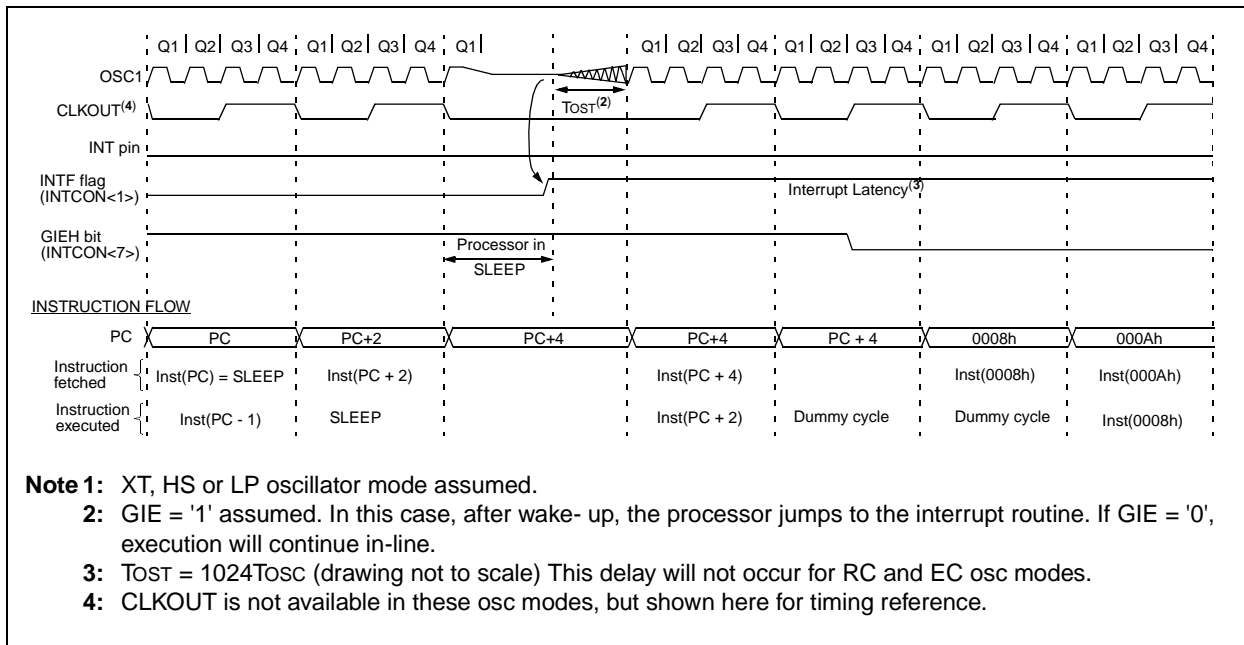 Q1 Q2 Q3 Q4 Q1 Q2 Q3 Q4 Q1 Q1 Q2 Q3 Q4 Q1 Q2 Q3 Q4 Q1 Q2 Q3 Q4 Q1 Q2 Q3 Q4
OSC1
TOST(2)
CLKOUT(4)
INT pin
INTF flag
(INTCON<1>)
Interrupt Latency(3)
GIEH bit
(INTCON<7>)
Processor in
SLEEP
INSTRUCTION FLOW
PC PC PC+2 PC+4 PC+4 PC + 4 0008h 000Ah
Instruction
fetched
Inst(PC) = SLEEP Inst(PC + 2) Inst(PC + 4) Inst(0008h) Inst(000Ah)
Instruction
executed
Inst(PC - 1) SLEEP Inst(PC + 2) Dummy cycle Dummy cycle Inst(0008h)
Note 1: XT, HS or LP oscillator mode assumed.
2: GIE = '1' assumed. In this case, after wake- up, the processor jumps to the interrupt routine. If GIE = '0',
execution will continue in-line.
3: TOST = 1024TOSC (drawing not to scale) This delay will not occur for RC and EC osc modes.
4: CLKOUT is not available in these osc modes, but shown here for timing reference.